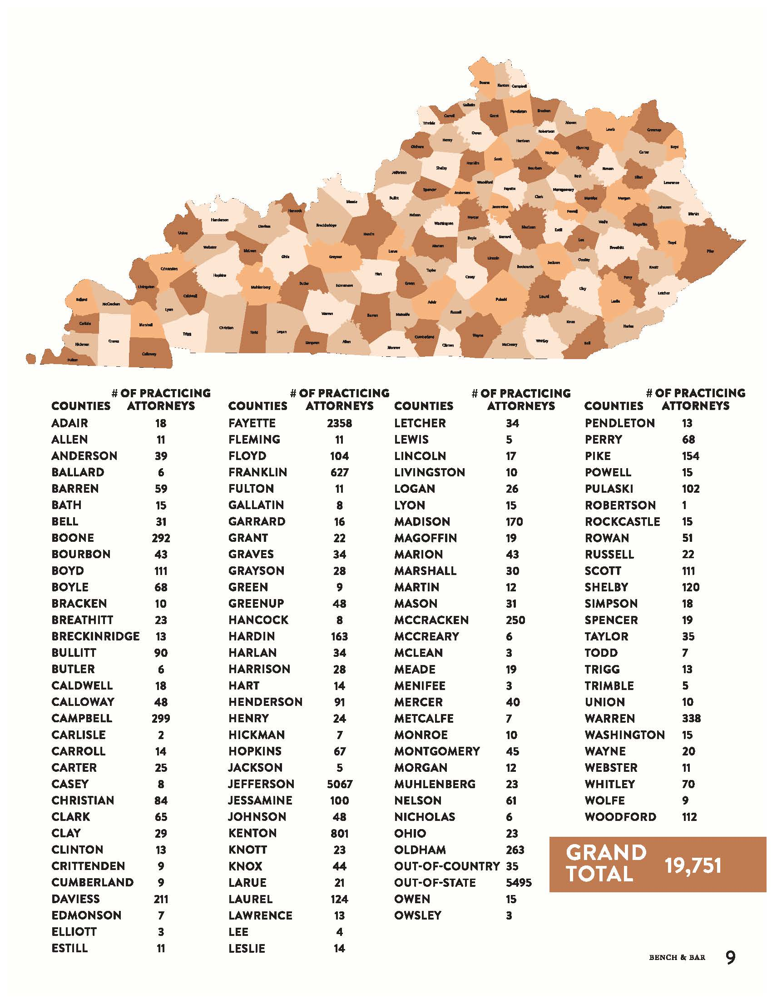 Boone
Kenton
Campbell
Gallatin
Carroll
Grant
Pendleton
Bracken
Trimble
Mason
Owen
Robertson
Lewis
Greenup
Henry
Harrison
Oldham
Fleming
Boyd
Nicholas
Carter
Scott
Franklin
Shelby
Bourbon
Rowan
Jefferson
Bath
Elliott
Woodford
Lawrence
Spencer
Fayette
Montgomery
Anderson
Clark
Bullitt
Menifee
Morgan
Meade
Jessamine
Johnson
Hancock
Nelson
Powell
Martin
Mercer
Henderson
Washington
Wolfe
Daviess
Breckinridge
Madison
Magoffin
Estill
Union
Hardin
Garrard
Boyle
Lee
Floyd
Webster
Marion
Breathitt
McLean
Larue
Pike
Ohio
Grayson
Lincoln
Owsley
Jackson
Rockcastle
Knott
Crittenden
Taylor
Hopkins
Hart
Casey
Perry
Livingston
Muhlenberg
Butler
Edmonson
Green
Clay
Letcher
Caldwell
Laurel
Ballard
McCracken
Adair
Pulaski
Leslie
Lyon
Warren
Barren
Metcalfe
Russell
Carlisle
Marshall
Knox
Christian
Harlan
Trigg
Todd
Logan
Cumberland
Wayne
Hickman
Graves
Simpson
Allen
Whitley
Bell
Clinton
McCreary
Monroe
Calloway
Fulton
# OF PRACTICING # OF PRACTICING # OF PRACTICING # OF PRACTICING
COUNTIES ATTORNEYS COUNTIES ATTORNEYS COUNTIES ATTORNEYS COUNTIES ATTORNEYS
ADAIR 18 FAYETTE 2358 LETCHER 34 PENDLETON 13
ALLEN 11 FLEMING 11 LEWIS 5 PERRY 68
ANDERSON 39 FLOYD 104 LINCOLN 17 PIKE 154
BALLARD 6 FRANKLIN 627 LIVINGSTON 10 POWELL 15
BARREN 59 FULTON 11 LOGAN 26 PULASKI 102
BATH 15 GALLATIN 8 LYON 15 ROBERTSON 1
BELL 31 GARRARD 16 MADISON 170 ROCKCASTLE 15
BOONE 292 GRANT 22 MAGOFFIN 19 ROWAN 51
BOURBON 43 GRAVES 34 MARION 43 RUSSELL 22
BOYD 111 GRAYSON 28 MARSHALL 30 SCOTT 111
BOYLE 68 GREEN 9 MARTIN 12 SHELBY 120
BRACKEN 10 GREENUP 48 MASON 31 SIMPSON 18
BREATHITT 23 HANCOCK 8 MCCRACKEN 250 SPENCER 19
BRECKINRIDGE 13 HARDIN 163 MCCREARY 6 TAYLOR 35
BULLITT 90 HARLAN 34 MCLEAN 3 TODD 7
BUTLER 6 HARRISON 28 MEADE 19 TRIGG 13
CALDWELL 18 HART 14 MENIFEE 3 TRIMBLE 5
CALLOWAY 48 HENDERSON 91 MERCER 40 UNION 10
CAMPBELL 299 HENRY 24 METCALFE 7 WARREN 338
CARLISLE 2 HICKMAN 7 MONROE 10 WASHINGTON 15
CARROLL 14 HOPKINS 67 MONTGOMERY 45 WAYNE 20
CARTER 25 JACKSON 5 MORGAN 12 WEBSTER 11
CASEY 8 JEFFERSON 5067 MUHLENBERG 23 WHITLEY 70
CHRISTIAN 84 JESSAMINE 100 NELSON 61 WOLFE 9
CLARK 65 JOHNSON 48 NICHOLAS 6 WOODFORD 112
CLAY 29 KENTON 801 OHIO 23
CLINTON 13 KNOTT 23 OLDHAM 263
CRITTENDEN 9 KNOX 44 OUT-OF-COUNTRY 35
CUMBERLAND 9 LARUE 21 OUT-OF-STATE 5495
DAVIESS 211 LAUREL 124 OWEN 15
EDMONSON 7 LAWRENCE 13 OWSLEY 3
ELLIOTT 3 LEE 4
ESTILL 11 LESLIE 14
GRAND
TOTAL 19,751
BENCH & BAR 9